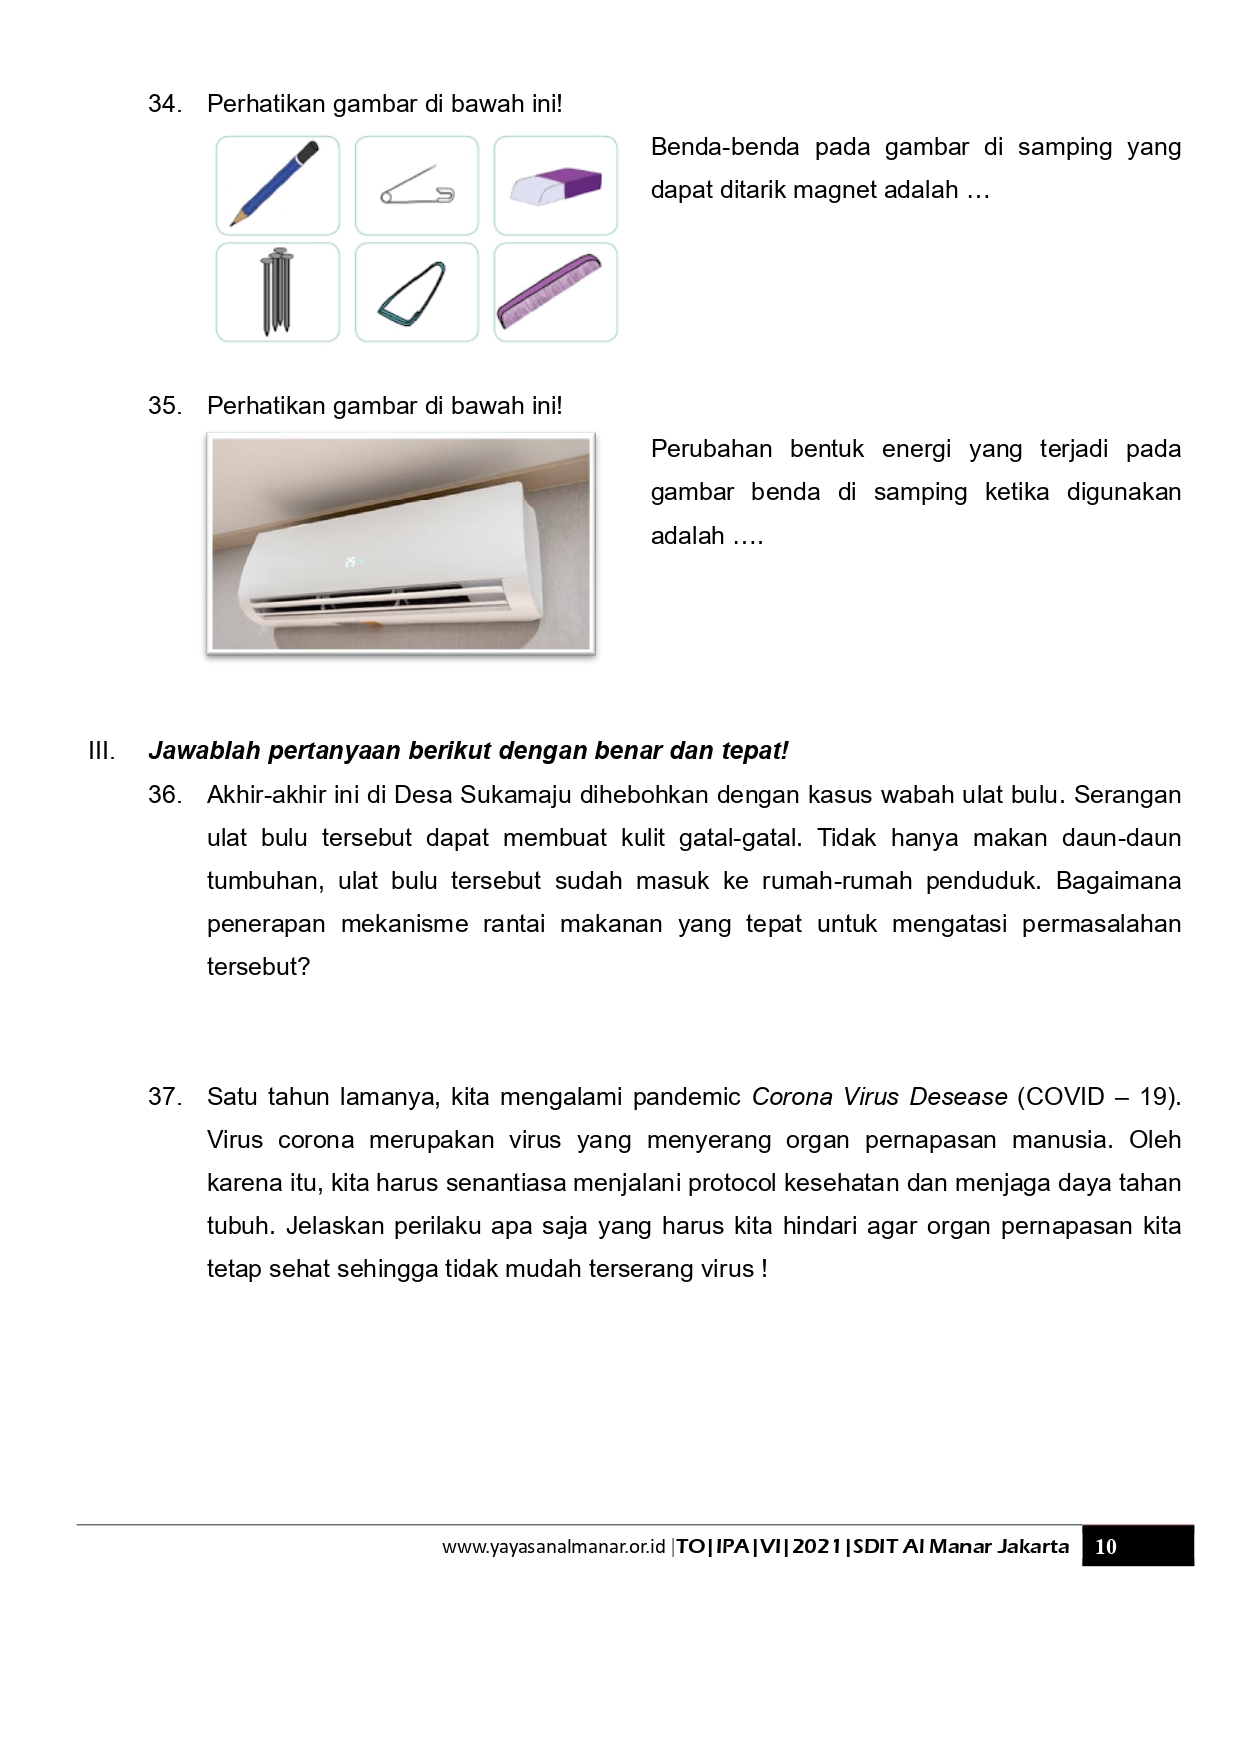 34. Perhatikan gambar di bawah ini!
Benda-benda pada gambar di samping yang
dapat ditarik magnet adalah …
35. Perhatikan gambar di bawah ini!
25
Perubahan bentuk energi yang terjadi pada
gambar benda di samping ketika digunakan
adalah ….
III. Jawablah pertanyaan berikut dengan benar dan tepat!
36. Akhir-akhir ini di Desa Sukamaju dihebohkan dengan kasus wabah ulat bulu. Serangan
ulat bulu tersebut dapat membuat kulit gatal-gatal. Tidak hanya makan daun-daun
tumbuhan, ulat bulu tersebut sudah masuk ke rumah-rumah penduduk. Bagaimana
penerapan mekanisme rantai makanan yang tepat untuk mengatasi permasalahan
tersebut?
37. Satu tahun lamanya, kita mengalami pandemic Corona Virus Desease (COVID – 19).
Virus corona merupakan virus yang menyerang organ pernapasan manusia. Oleh
karena itu, kita harus senantiasa menjalani protocol kesehatan dan menjaga daya tahan
tubuh. Jelaskan perilaku apa saja yang harus kita hindari agar organ pernapasan kita
tetap sehat sehingga tidak mudah terserang virus !
www.yayasanalmanar.or.id |TO|IPA|VI|2021|SDIT Al Manar Jakarta 10